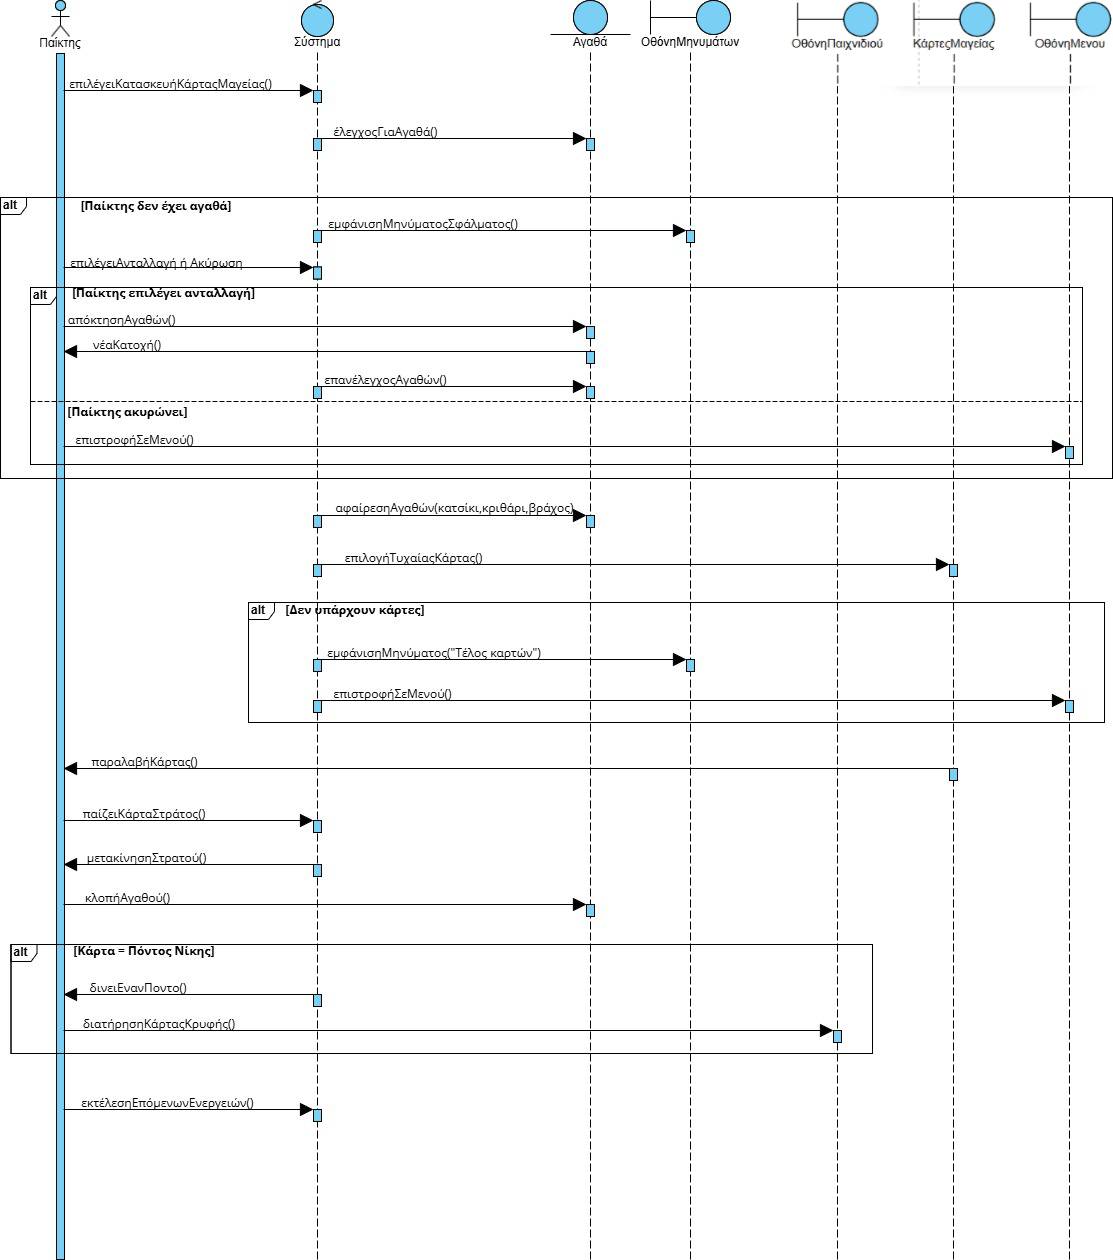 Παίκτης
Σύστημα
Αγαθά
ΟθόνηΜηνυμάτων
ΟθόνηΠαιχνιδιού
ΚάρτεςΜαγείας
ΟθόνηΜενου
επιλέγειΚατασκευήΚάρταςΜαγείας()
έλεγχοςΓιαΑγαθά()
alt
[Παίκτης δεν έχει αγαθά]
εμφάνισηΜηνύματοςΣφάλματος()
επιλέγειΑνταλλαγή ή Ακύρωση
alt
[Παίκτης επιλέγει ανταλλαγή]
απόκτησηΑγαθών()
νέαΚατοχή()
επανέλεγχοςΑγαθών()
[Παίκτης ακυρώνει]
επιστροφήΣεΜενού()
αφαίρεσηΑγαθών(κατσίκι,κριθάρι,βράχος)
επιλογήΤυχαίαςΚάρτας()
alt
[Δεν υπάρχουν κάρτες]
εμφάνισηΜηνύματος("Τέλος καρτών")
επιστροφήΣεΜενού()
παραλαβήΚάρτας()
παίζειΚάρταΣτράτος()
μετακίνησηΣτρατού()
κλοπήΑγαθού()
alt
[Κάρτα = Πόντος Νίκης]
δινειΕνανΠοντο()
διατήρησηΚάρταςΚρυφής()
εκτέλεσηΕπόμενωνΕνεργειών()